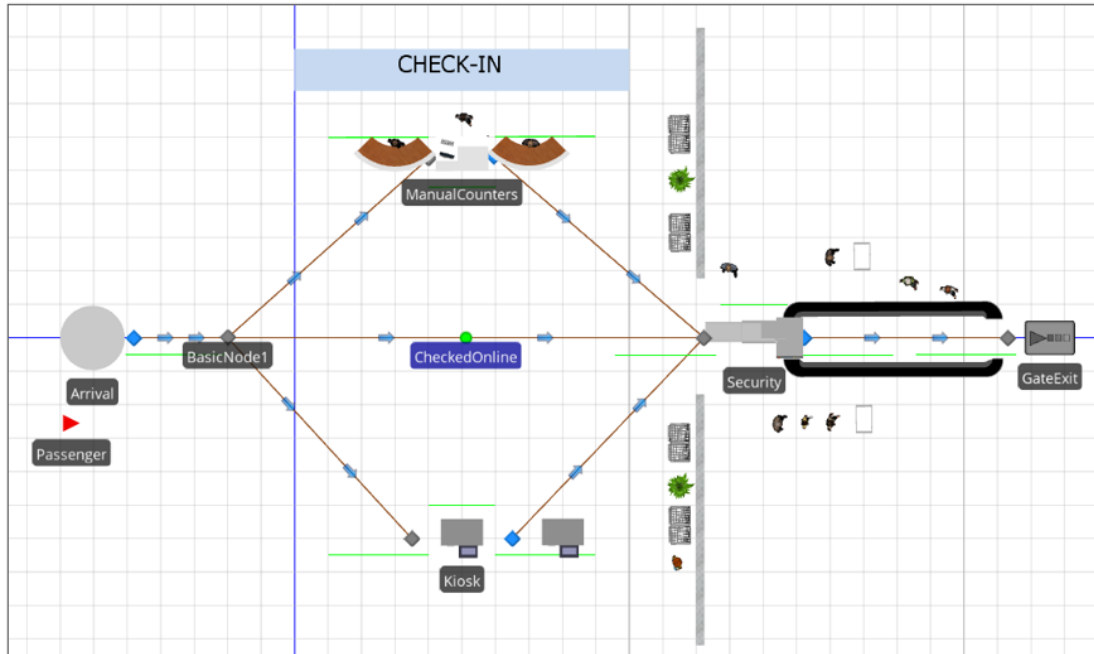 CHECK-IN
ManualCounters
BasicNode1
CheckedOnline
Arrival
Security
GateExit
Passenger
Kiosk